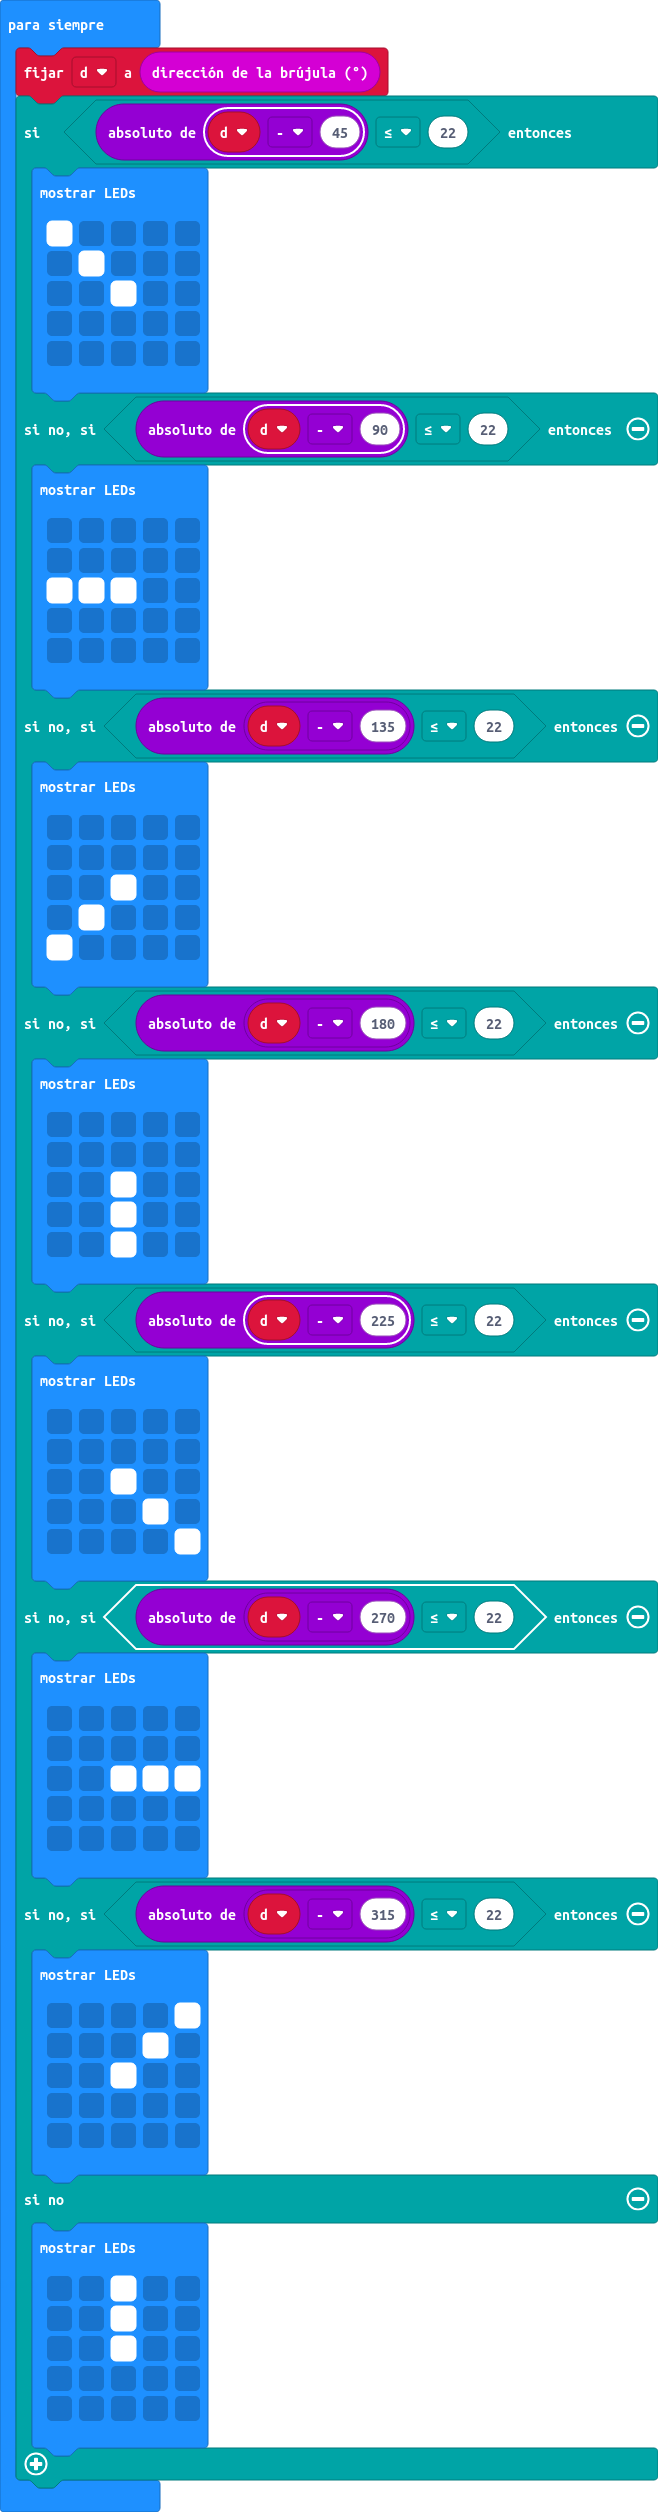 para siempre
fijar d a dirección de la brújula (°)
si absoluto de d - 45 ≤ 22 entonces
mostrar LEDs
si no, si absoluto de d - 90 ≤ 22 entonces
mostrar LEDs
si no, si absoluto de d - 135 ≤ 22 entonces
mostrar LEDs
si no, si absoluto de d - 180 ≤ 22 entonces
mostrar LEDs
si no, si absoluto de d - 225 ≤ 22 entonces
mostrar LEDs
si no, si absoluto de d - 270 ≤ 22 entonces
mostrar LEDs
si no, si absoluto de d - 315 ≤ 22 entonces
mostrar LEDs
si no
mostrar LEDs